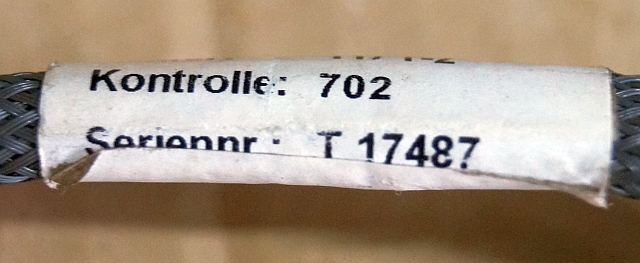 Kontrolle: 702
Seriennr.: T 17487